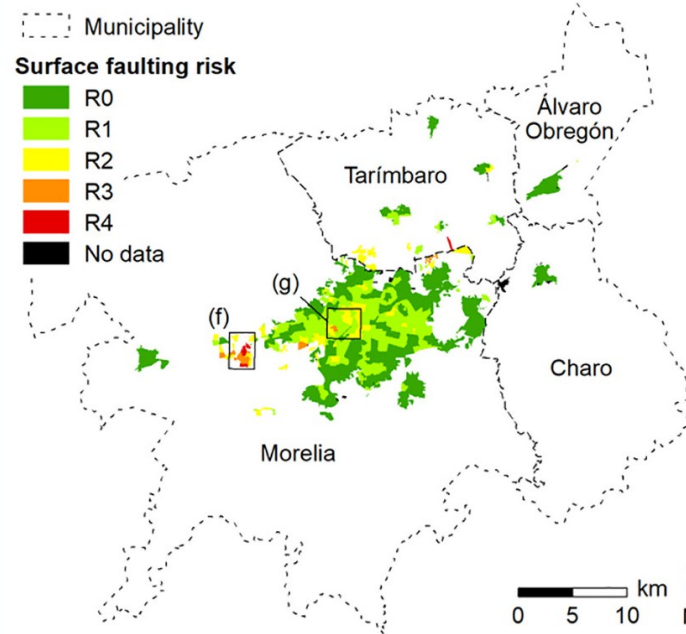 Municipality
Surface faulting risk
R0
R1
R2
R3
R4
No data
Álvaro
Obregón
Tarímbaro
(g)
(f)
Charo
Morelia
km
0 5 10